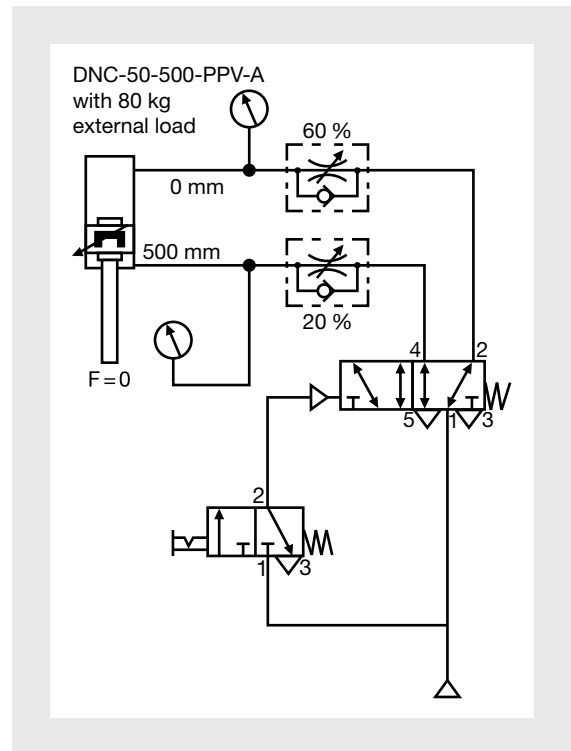 DNC-50-500-PPV-A
with 80 kg
external load
60 %
0 mm
500 mm
20 %
F = 0
4 2
5 1 3
2
1 3